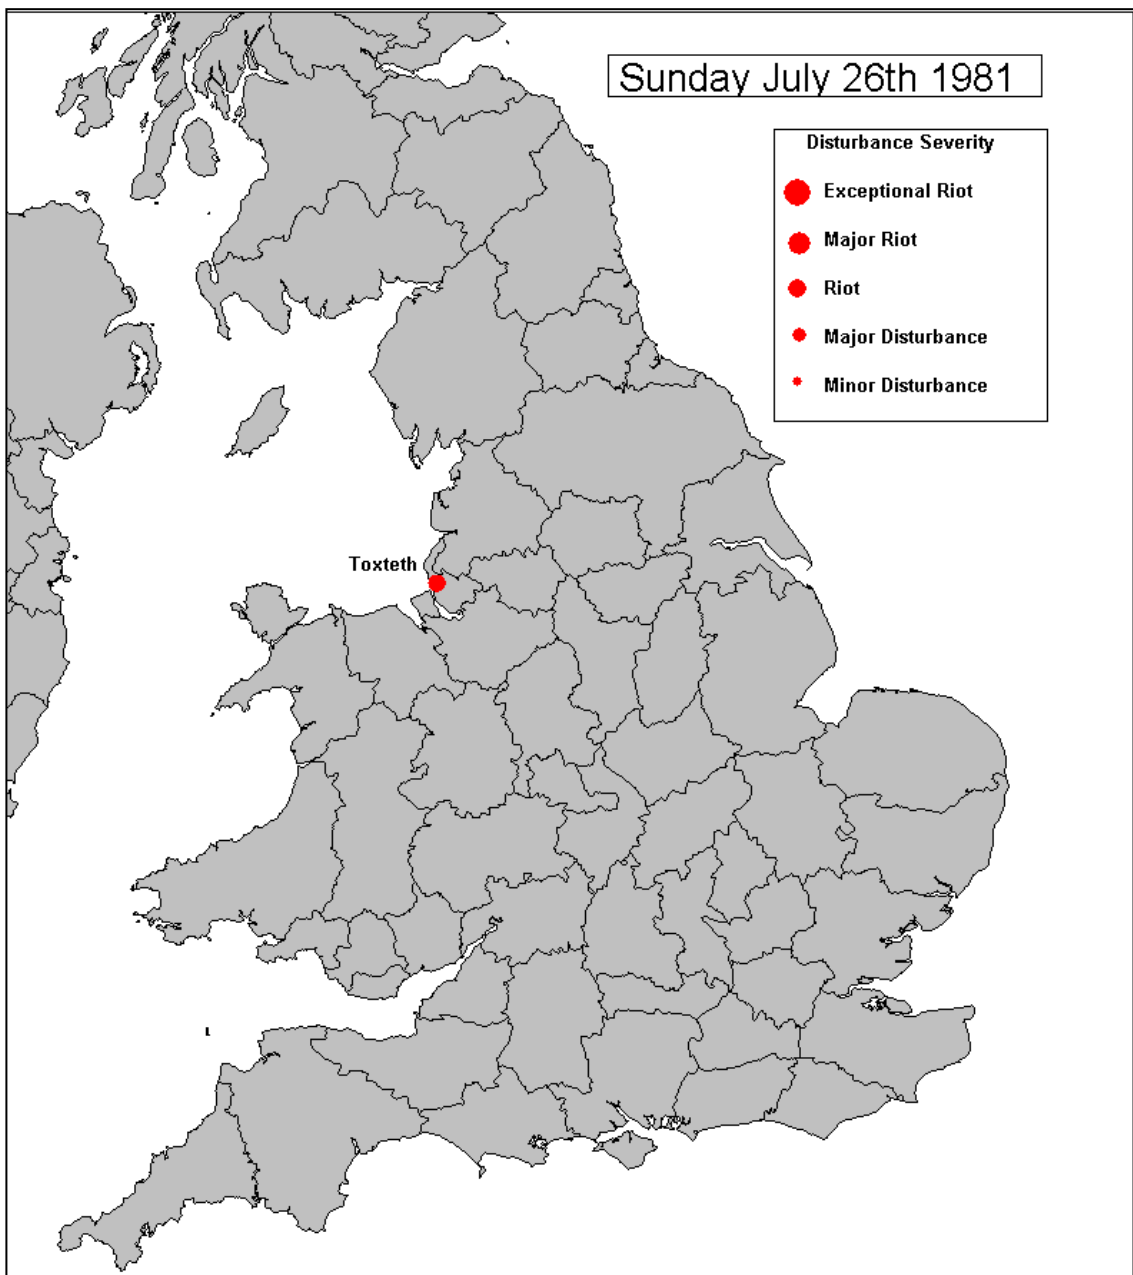 Sunday July 26th 1981
Disturbance Severity
Exceptional Riot
Major Riot
Riot
Major Disturbance
Minor Disturbance
Toxteth